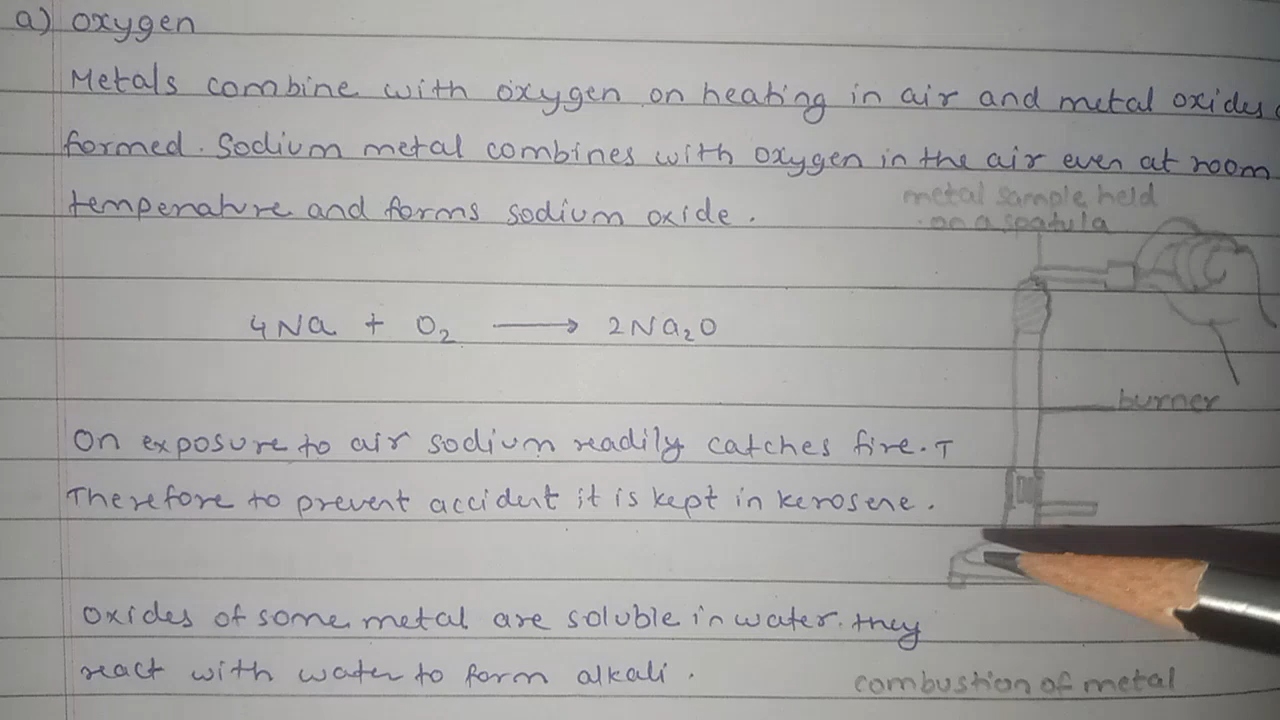 a) oxygen
Metals combine with oxygen on heating in air and metal oxides
formed. Sodium metal combines with oxygen in the air even at room
temperature and forms sodium oxide.
metal sample held
on a spatula
4Na + O₂ ⟶ 2Na₂O
burner
On exposure to air sodium readily catches fire. T
Therefore to prevent accident it is kept in kerosene.
oxides of some metal are soluble in water. they
react with water to form alkali.
combustion of metal